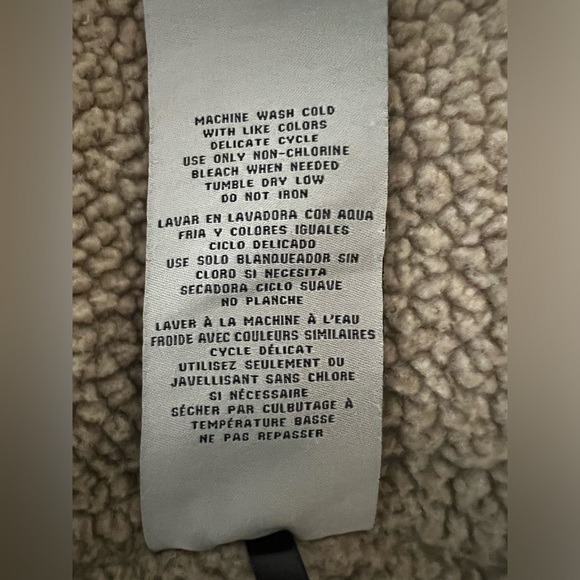 MACHINE WASH COLD
WITH LIKE COLORS
DELICATE CYCLE
USE ONLY NON-CHLORINE
BLEACH WHEN NEEDED
TUMBLE DRY LOW
DO NOT IRON
LAVAR EN LAVADORA CON AQUA
FRIA Y COLORES IGUALES
CICLO DELICADO
USE SOLO BLANQUEADOR SIN
CLORO SI NECESITA
SECADORA CICLO SUAVE
NO PLANCHE
LAVER À LA MACHINE À L'EAU
FROIDE AVEC COULEURS SIMILAIRES
CYCLE DÉLICAT
UTILISEZ SEULEMENT DU
JAVELLISANT SANS CHLORE
SI NÉCESSAIRE
SÉCHER PAR CULBUTAGE À
TEMPÉRATURE BASSE
NE PAS REPASSER